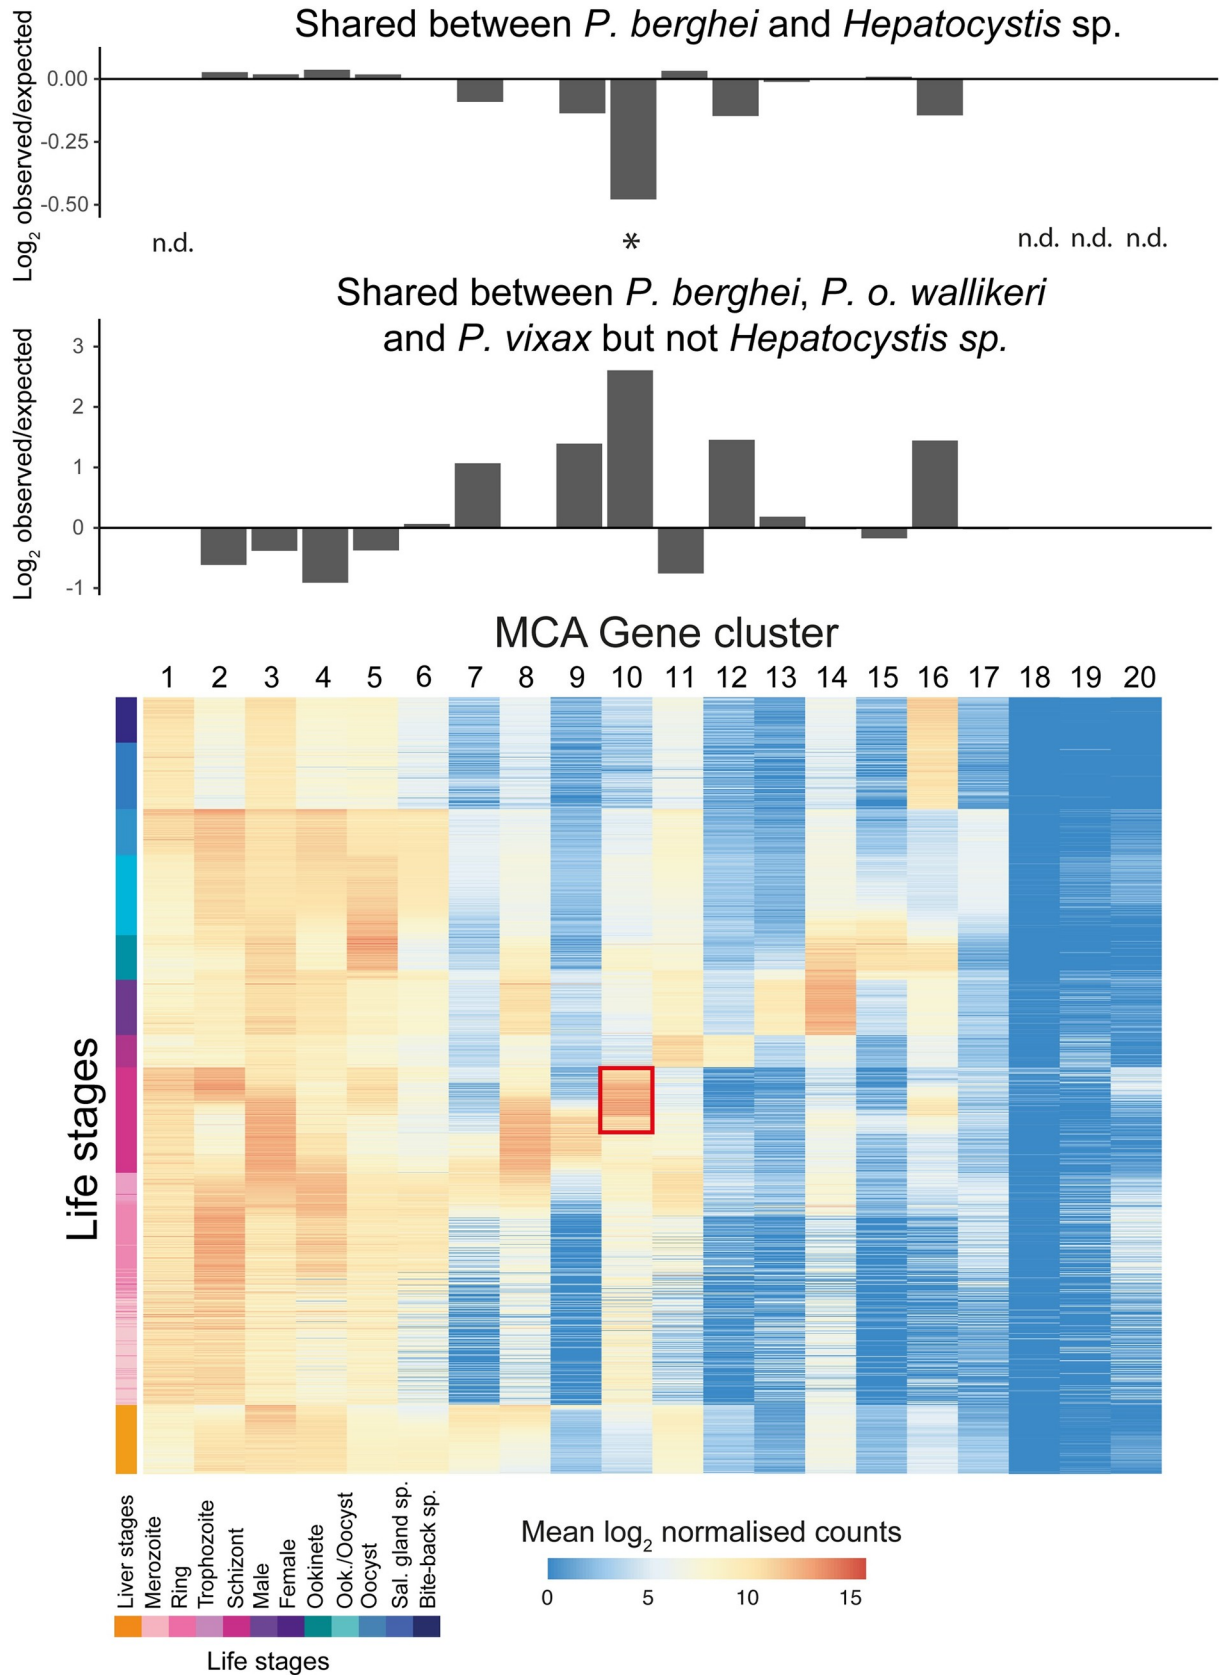 Shared between P. berghei and Hepatocystis sp.
Log2 observed/expected
0.00
-0.25
-0.50
n.d.
*
n.d. n.d. n.d.
Shared between P. berghei, P. o. wallikeri
and P. vixax but not Hepatocystis sp.
Log2 observed/expected
3
2
1
0
-1
MCA Gene cluster
1 2 3 4 5 6 7 8 9 10 11 12 13 14 15 16 17 18 19 20
Life stages
Liver stages
Merozoite
Ring
Trophozoite
Schizont
Male
Female
Ookinete
Ook./Oocyst
Oocyst
Sal. gland sp.
Bite-back sp.
Life stages
Mean log2 normalised counts
0 5 10 15